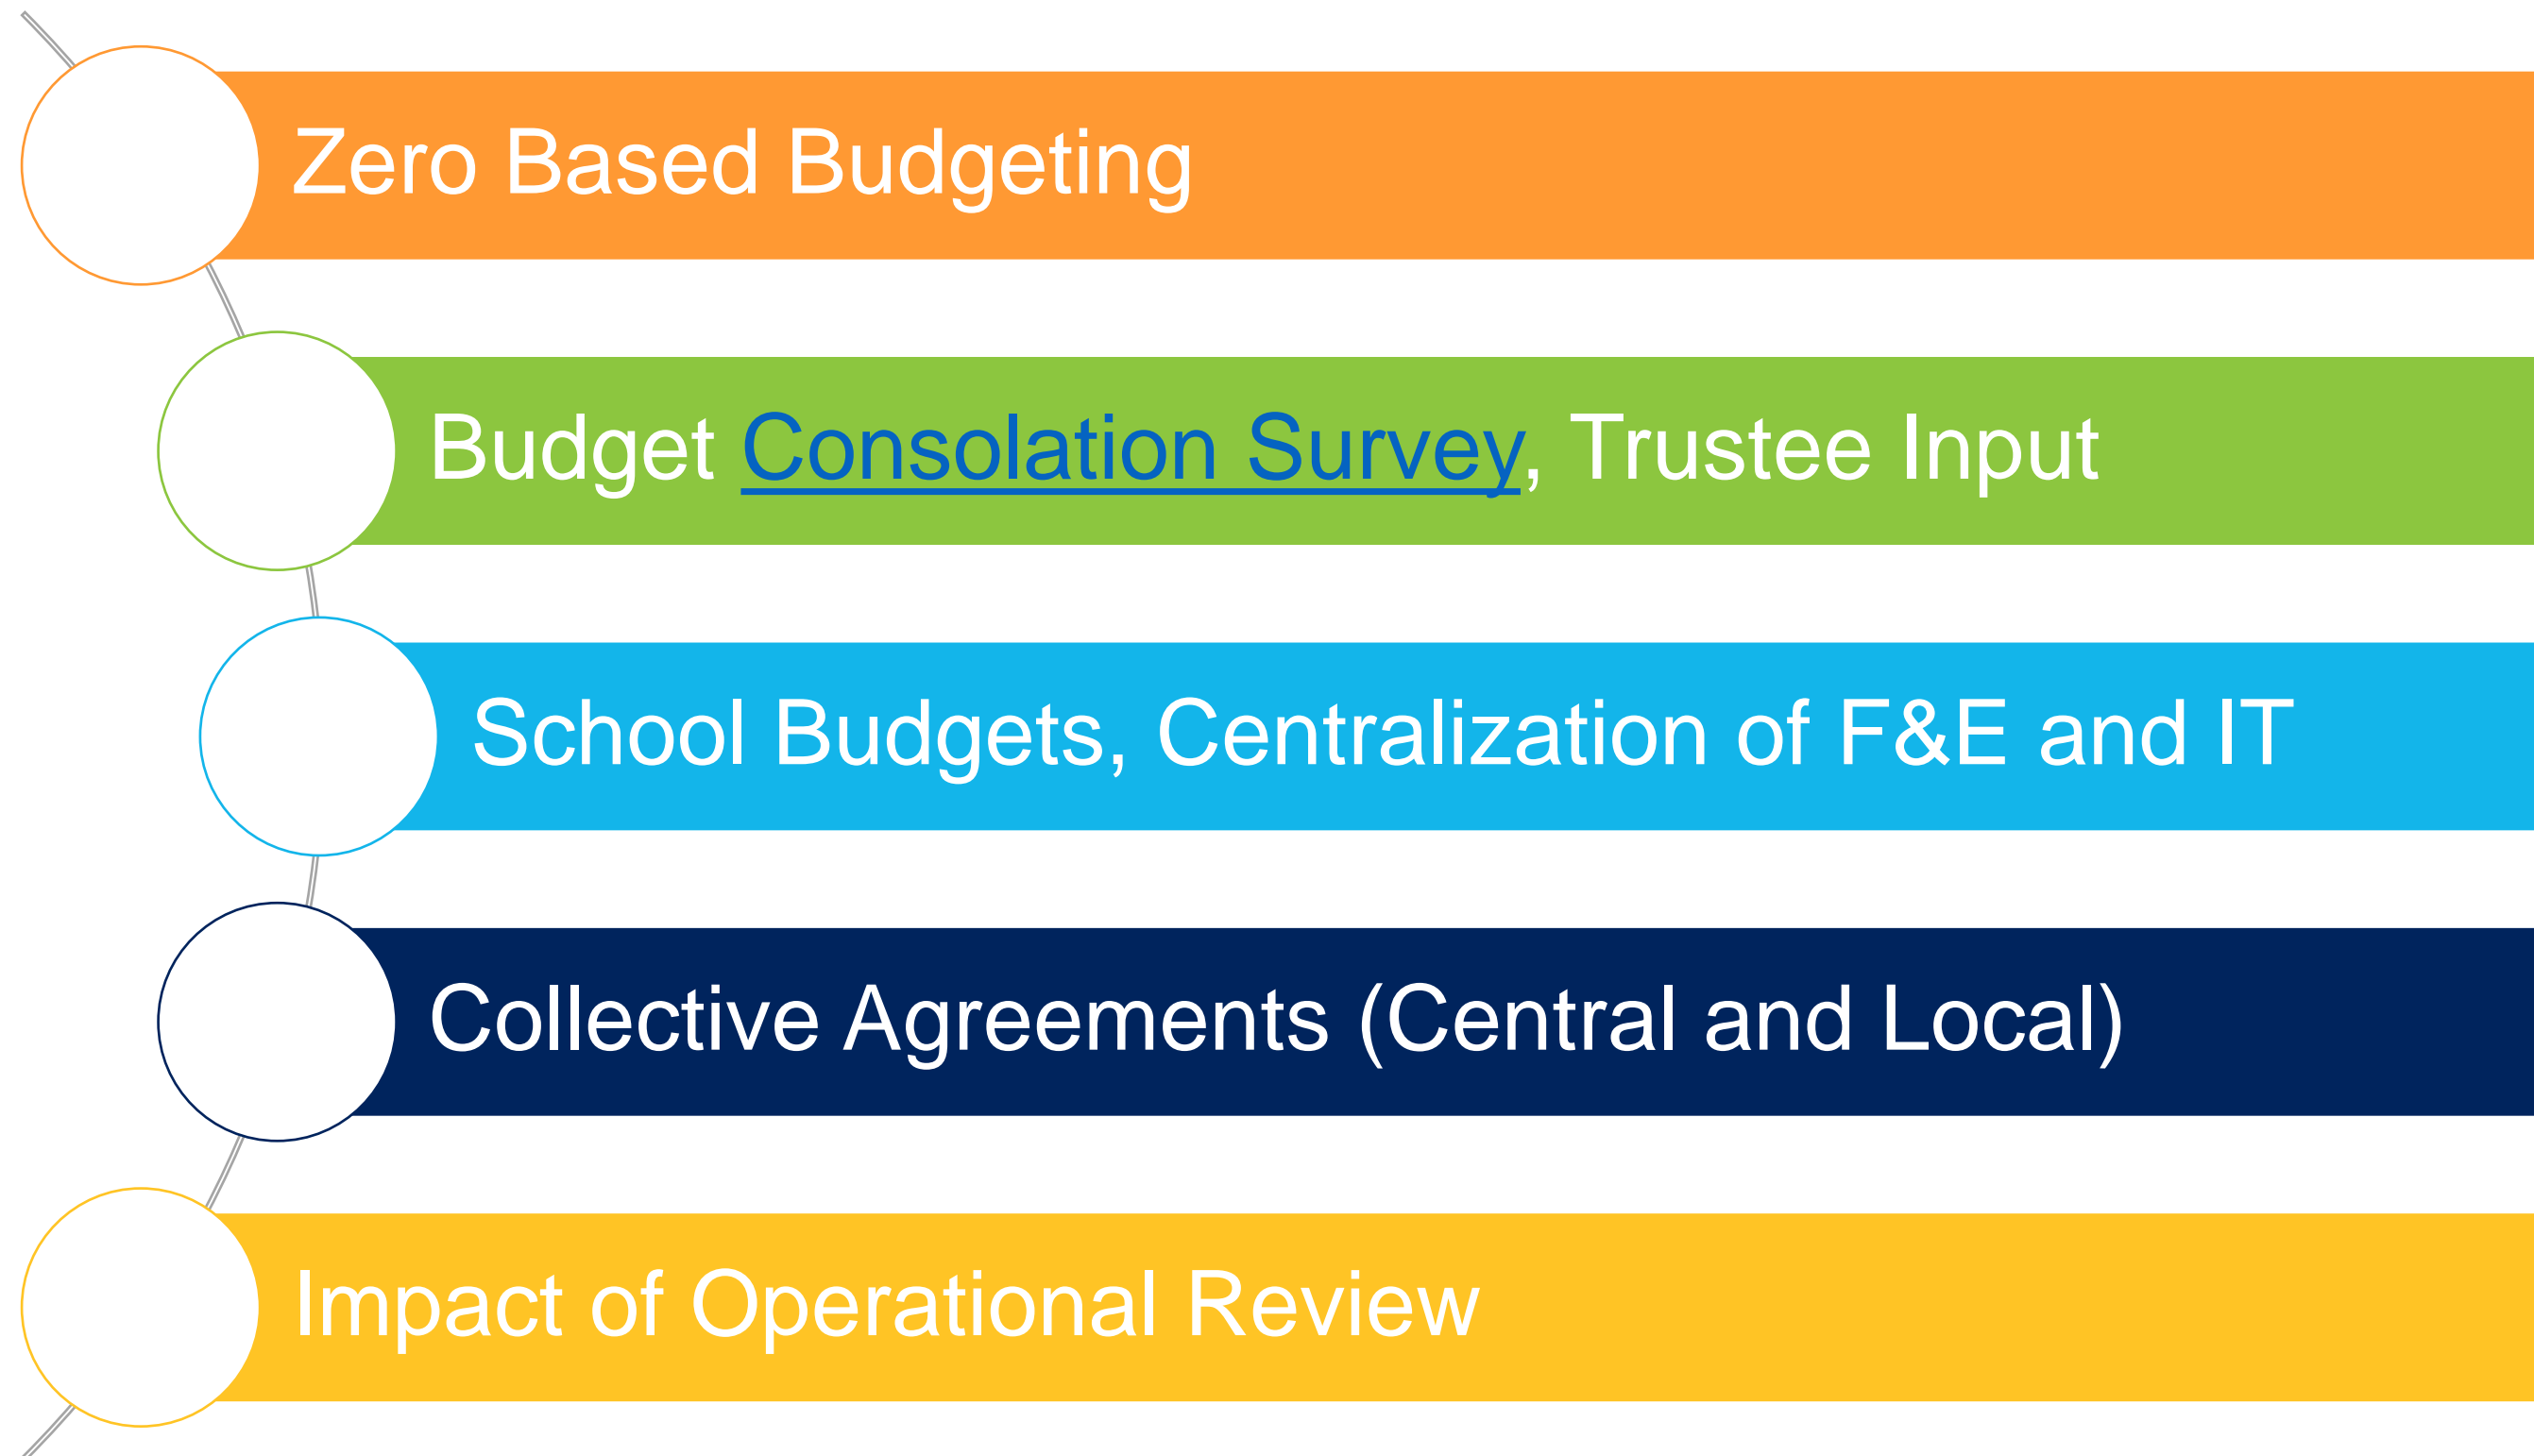 Zero Based Budgeting
Budget Consolation Survey, Trustee Input
School Budgets, Centralization of F&E and IT
Collective Agreements (Central and Local)
Impact of Operational Review